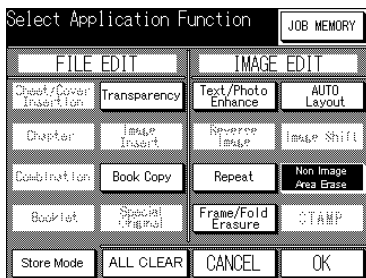 Select Application Function
JOB MEMORY
FILE EDIT
IMAGE EDIT
Sheet/Cover
Insertion
Transparency
Text/Photo
Enhance
AUTO
Layout
Chapter
Image
Insert
Reverse
Image
Image Shift
Combination
Book Copy
Repeat
Non Image
Area Erase
Booklet
Special
Original
Frame/Fold
Erasure
STAMP
Store Mode
ALL CLEAR
CANCEL
OK